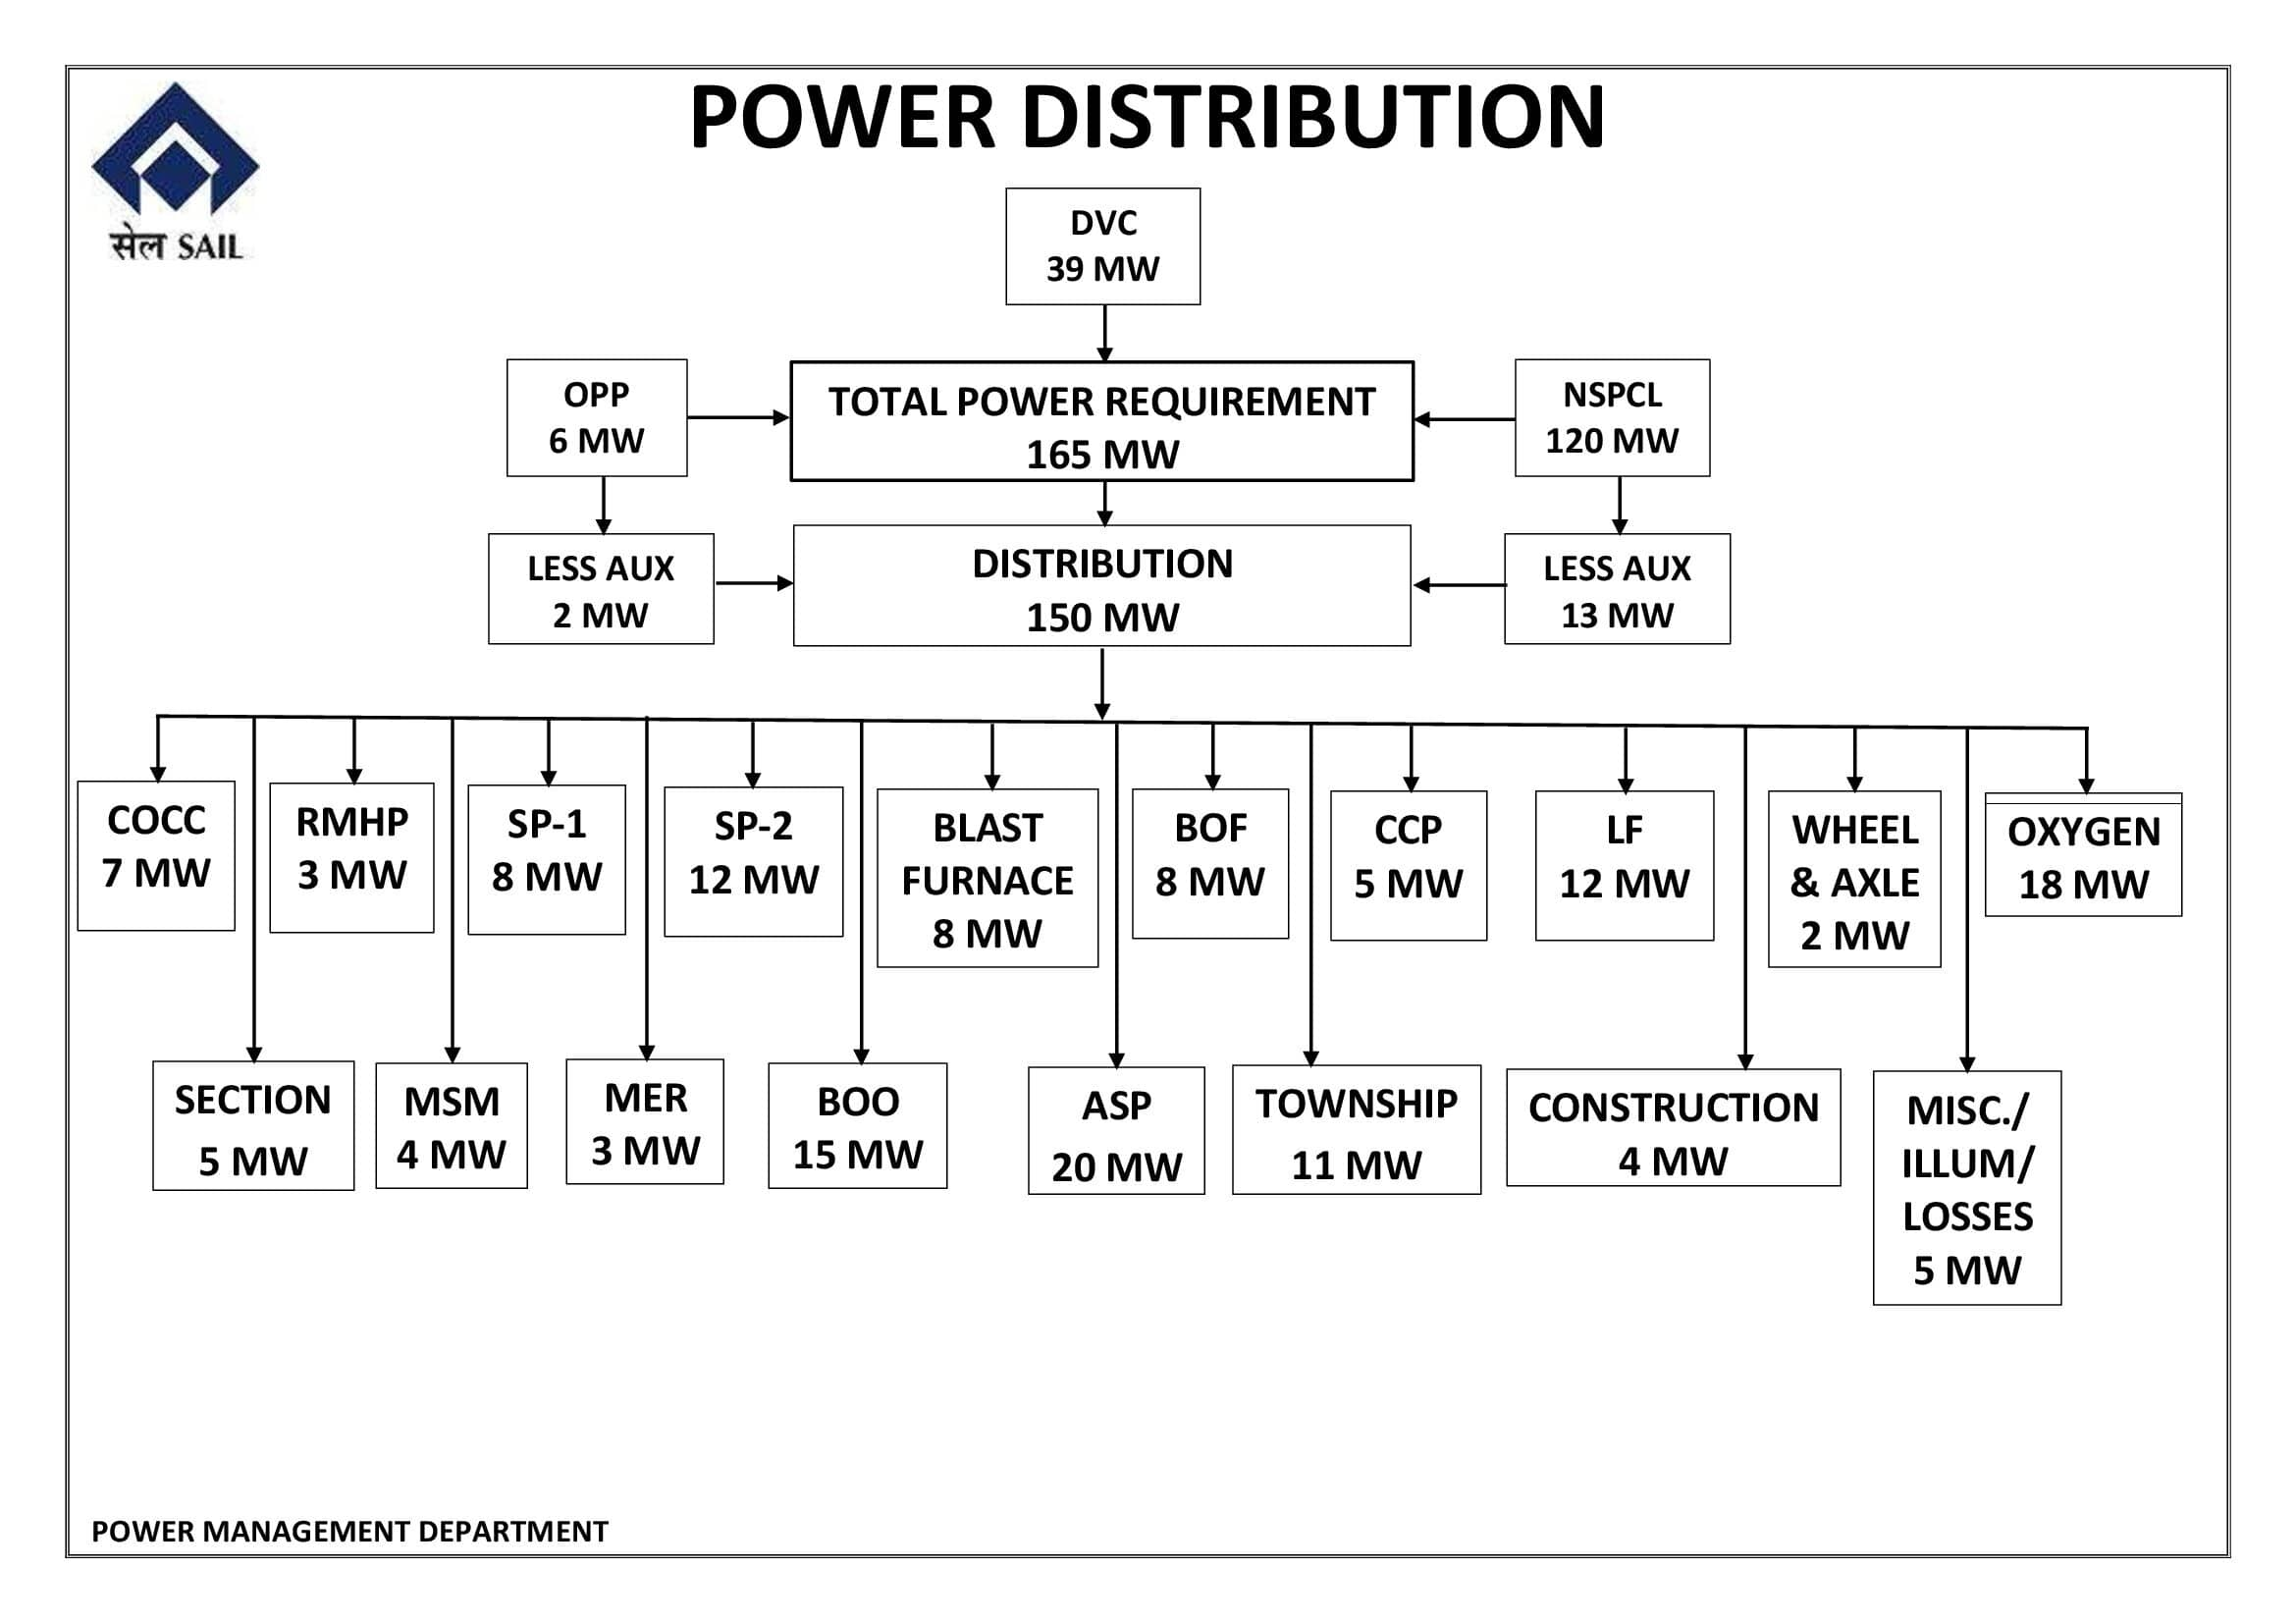 POWER DISTRIBUTION
सेल SAIL
DVC
39 MW
OPP
6 MW
TOTAL POWER REQUIREMENT
165 MW
NSPCL
120 MW
LESS AUX
2 MW
DISTRIBUTION
150 MW
LESS AUX
13 MW
COCC
7 MW
RMHP
3 MW
SP-1
8 MW
SP-2
12 MW
BLAST
FURNACE
8 MW
BOF
8 MW
CCP
5 MW
LF
12 MW
WHEEL
& AXLE
2 MW
OXYGEN
18 MW
SECTION
5 MW
MSM
4 MW
MER
3 MW
BOO
15 MW
ASP
20 MW
TOWNSHIP
11 MW
CONSTRUCTION
4 MW
MISC./
ILLUM/
LOSSES
5 MW
POWER MANAGEMENT DEPARTMENT